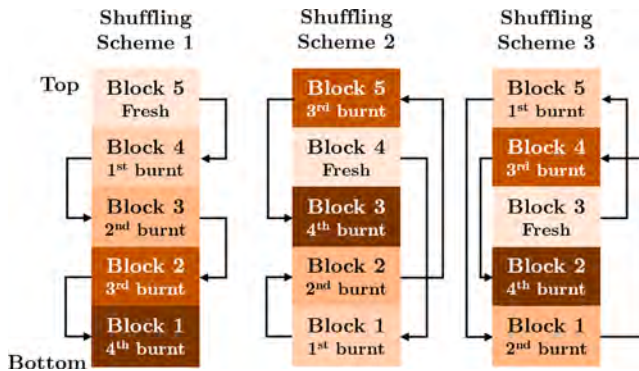 Shuffling
Scheme 1
Shuffling
Scheme 2
Shuffling
Scheme 3
Top
Block 5
Fresh
Block 4
1st burnt
Block 3
2nd burnt
Block 2
3rd burnt
Block 1
4th burnt
Bottom
Block 5
3rd burnt
Block 4
Fresh
Block 3
4th burnt
Block 2
2nd burnt
Block 1
1st burnt
Block 5
1st burnt
Block 4
3rd burnt
Block 3
Fresh
Block 2
4th burnt
Block 1
2nd burnt